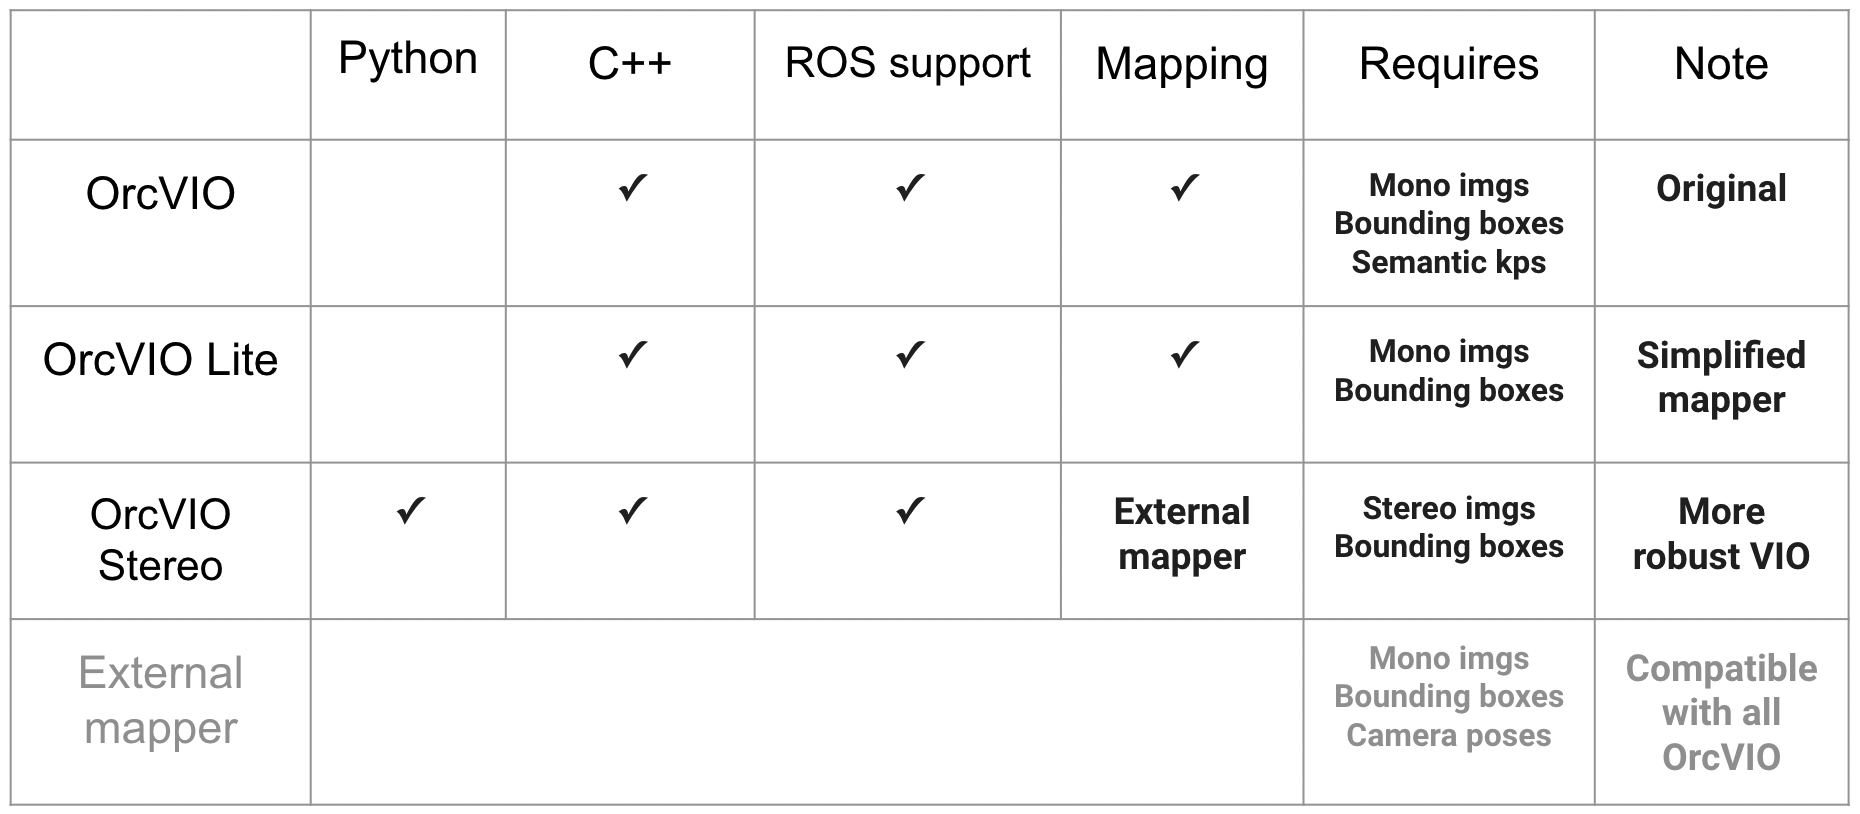 Python C++ ROS support Mapping Requires Note
OrcVIO ✓ ✓ ✓ Mono imgs Original
Bounding boxes
Semantic kps
OrcVIO Lite ✓ ✓ ✓ Mono imgs Simplified
Bounding boxes mapper
OrcVIO ✓ ✓ ✓ External Stereo imgs More
Stereo mapper Bounding boxes robust VIO
External Mono imgs Compatible
mapper Bounding boxes with all
Camera poses OrcVIO